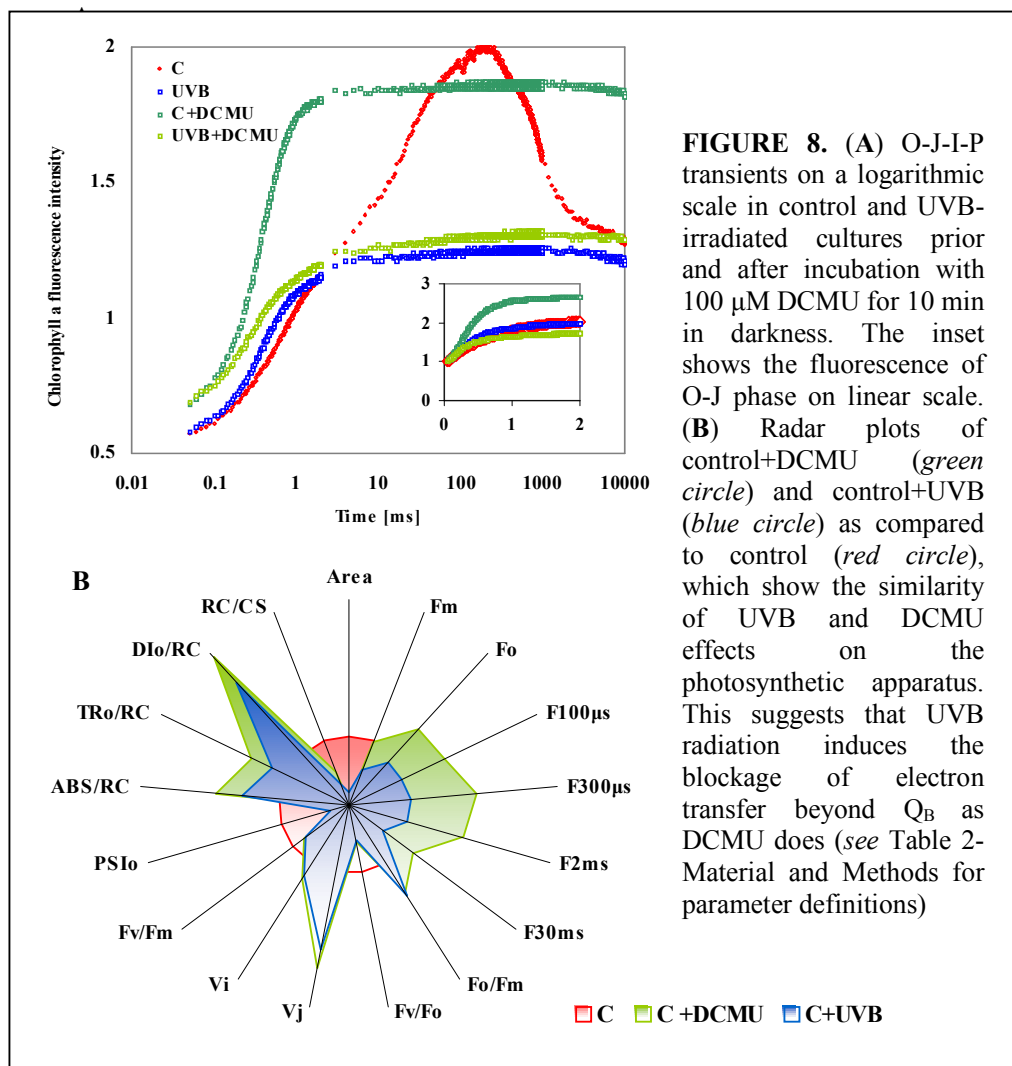 2
1.5
1
0.5
Chlorophyll a fluorescence intensity
C
UVB
C+DCMU
UVB+DCMU
3
2
1
0
0 1 2
0.01 0.1 1 10 100 1000 10000
Time [ms]
FIGURE 8. (A) O-J-I-P
transients on a logarithmic
scale in control and UVB-
irradiated cultures prior
and after incubation with
100 µM DCMU for 10 min
in darkness. The inset
shows the fluorescence of
O-J phase on linear scale.
(B) Radar plots of
control+DCMU (green
circle) and control+UVB
(blue circle) as compared
to control (red circle),
which show the similarity
of UVB and DCMU
effects on the
photosynthetic apparatus.
This suggests that UVB
radiation induces the
blockage of electron
transfer beyond QB as
DCMU does (see Table 2-
Material and Methods for
parameter definitions)
B
Area
Fm
Fo
F100µs
F300µs
F2ms
F30ms
Fo/Fm
Fv/Fo
Vj
Vi
Fv/Fm
PSIo
ABS/RC
TRo/RC
DIo/RC
RC/CS
C C+DCMU C+UVB